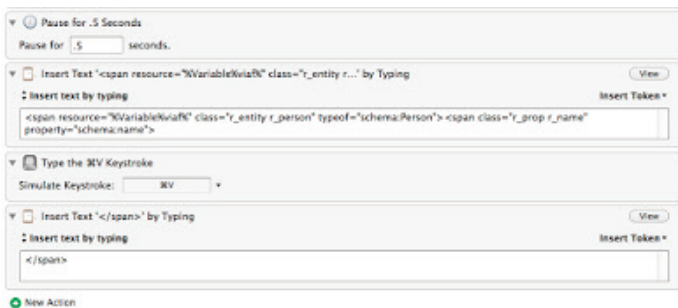 Pause for .5 Seconds
Pause for .5 seconds.
Insert Text '<span resource="%Variable%viaf%" class="r_entity r...' by Typing View
Insert text by typing Insert Token
<span resource="%Variable%viaf%" class="r_entity r_person" typeof="schema:Person"> <span class="r_prop r_name"
property="schema:name">
Type the ⌘V Keystroke
Simulate Keystroke: ⌘V
Insert Text '</span>' by Typing View
Insert text by typing Insert Token
</span>
New Action